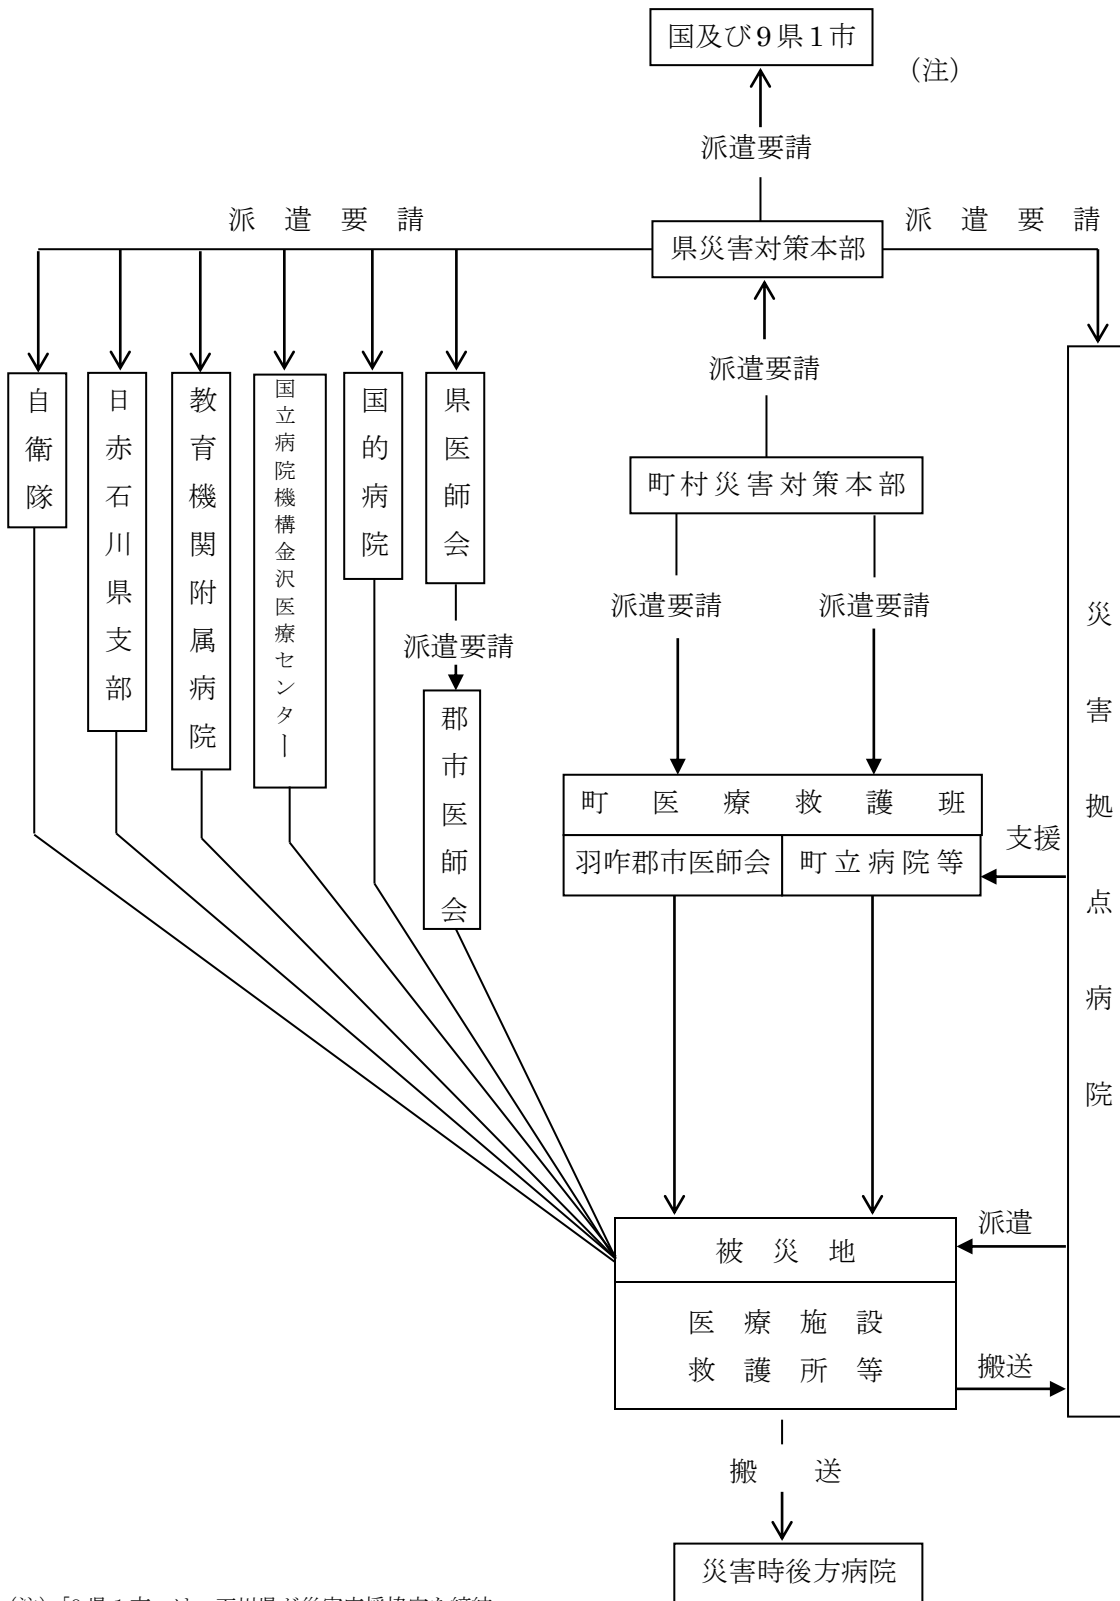 国及び9県1市
(注)
派遣要請
派遣要請
県災害対策本部
派遣要請
派遣要請
自衛隊
日赤石川県支部
教育機関附属病院
国立病院機構金沢医療センター
国的病院
県医師会
町村災害対策本部
派遣要請
派遣要請
派遣要請
郡市医師会
災害拠点病院
町医療救護班
羽咋郡市医師会
町立病院等
支援
派遣
被災地
医療施設
救護所等
搬送
搬送
災害時後方病院